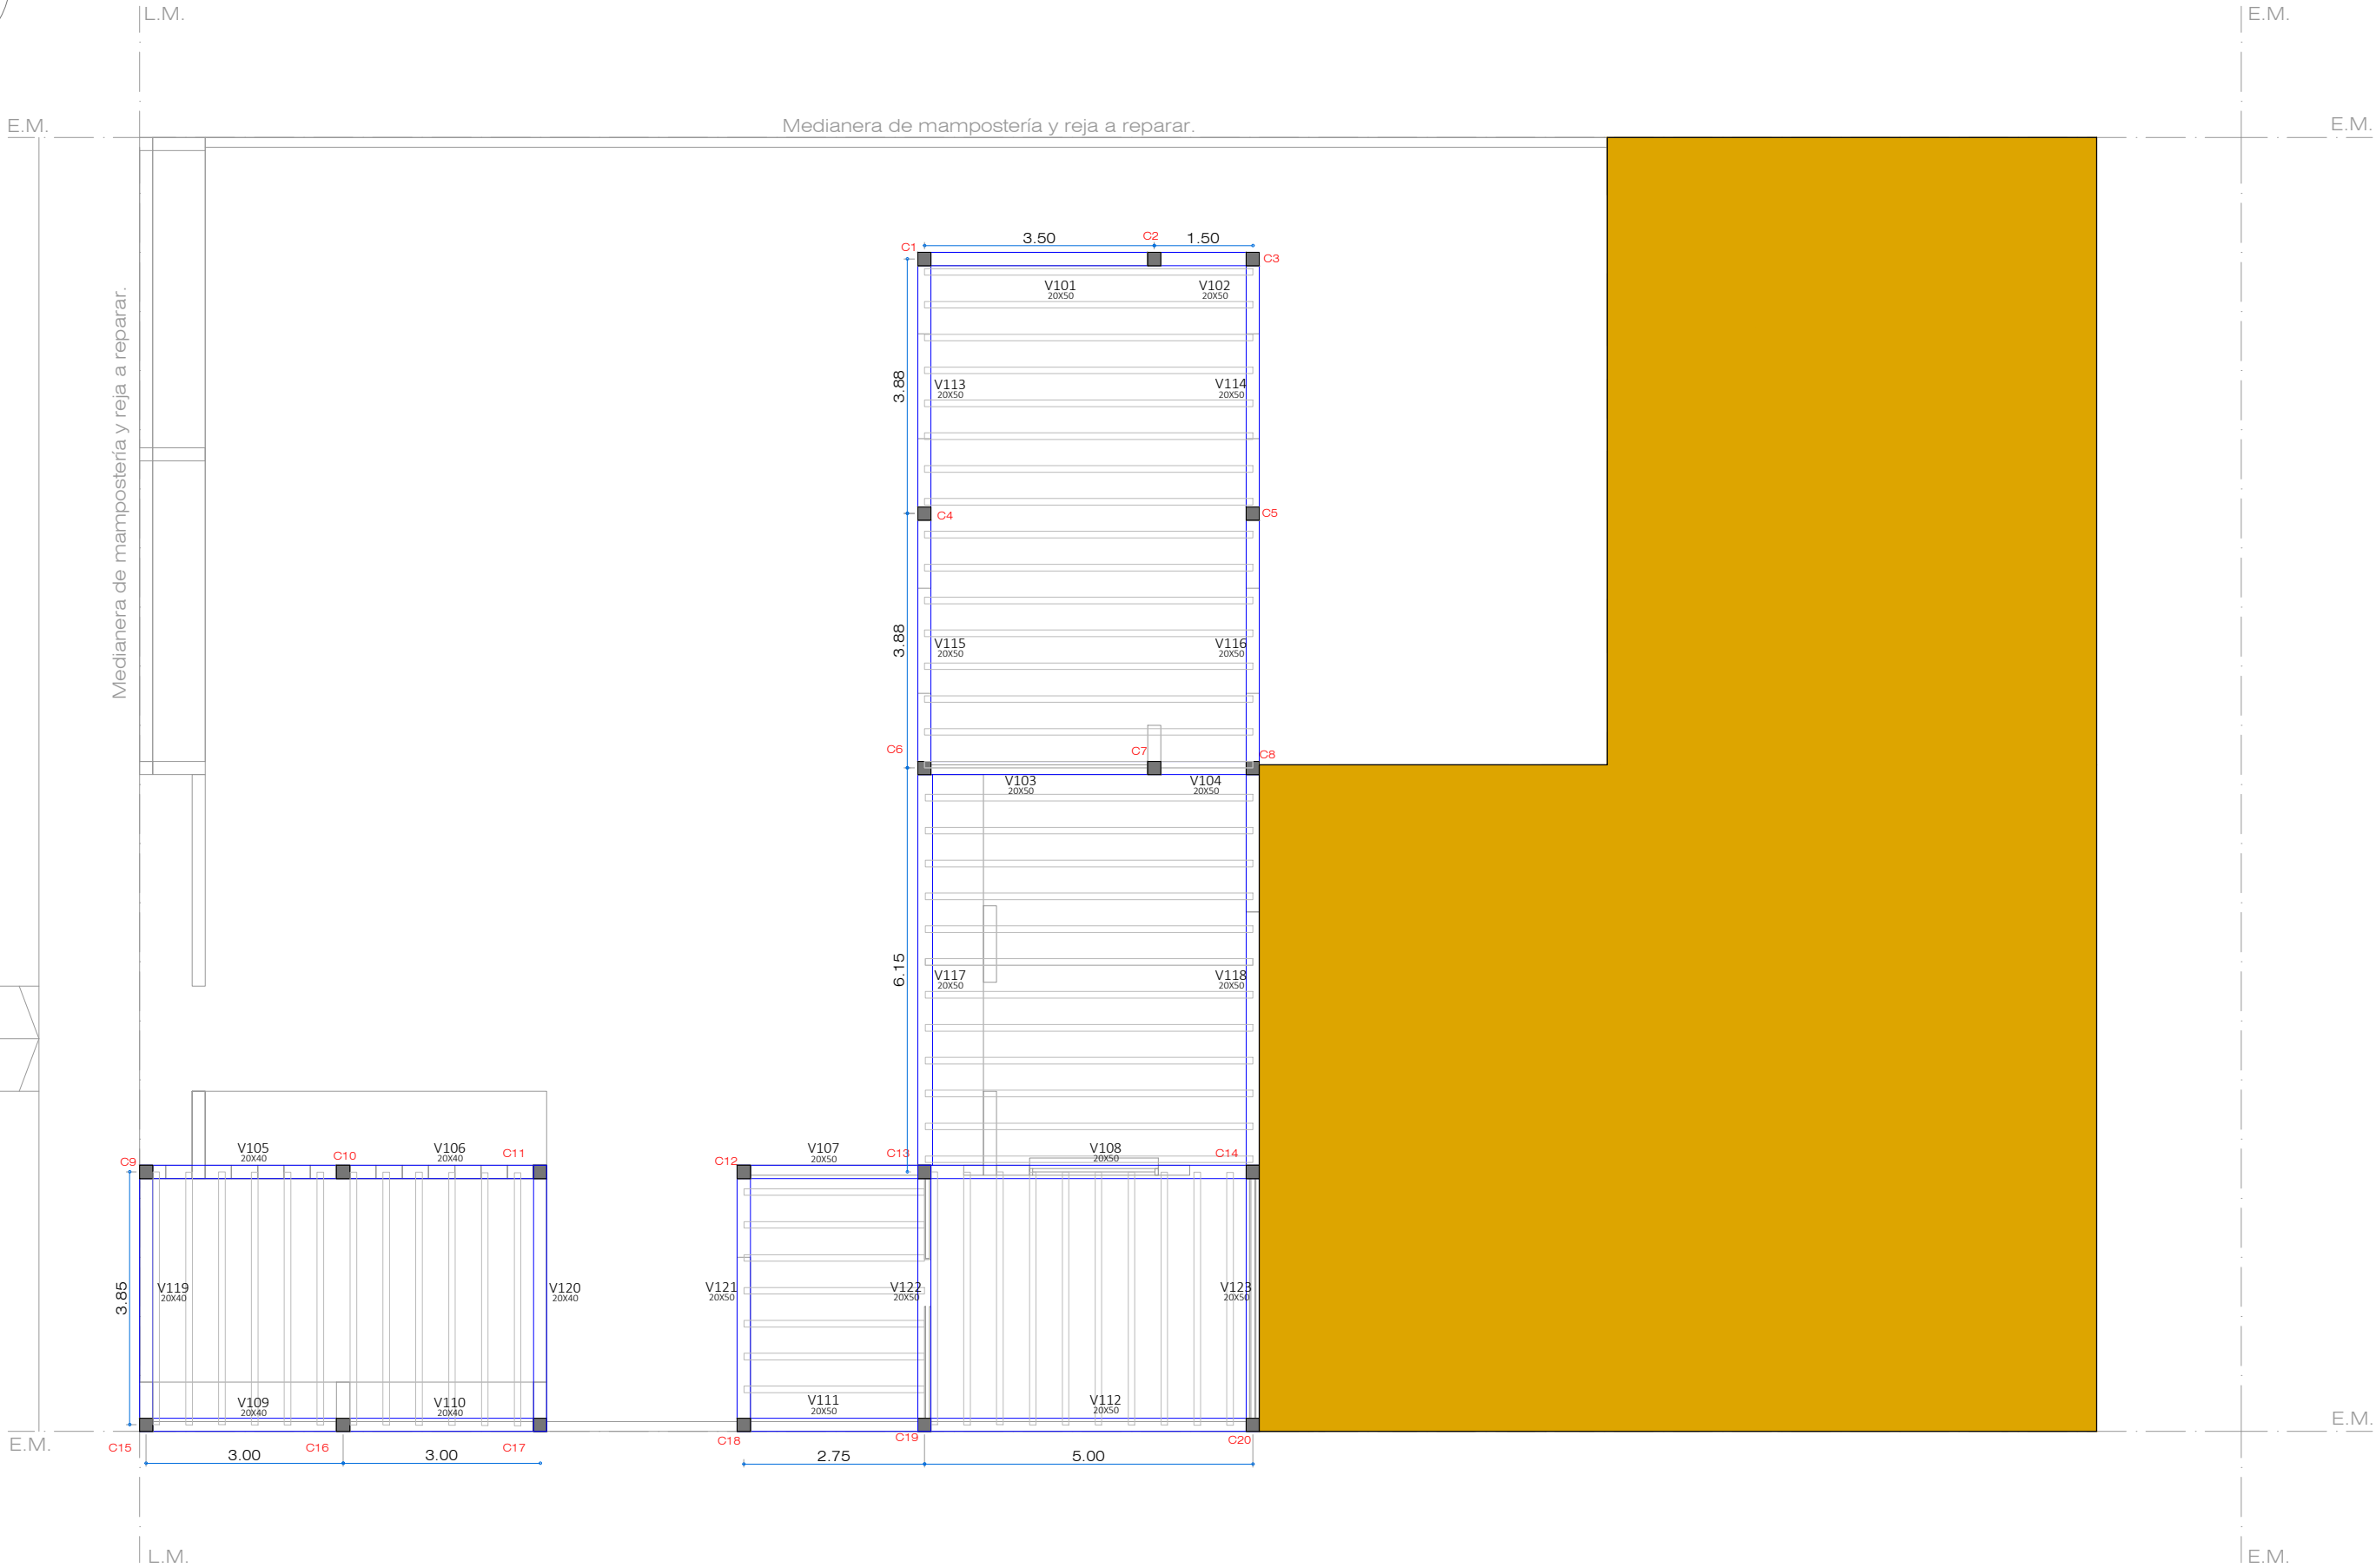 L.M.
E.M.
E.M.
Medianera de mampostería y reja a reparar.
E.M.
C1
3.50
C2
1.50
C3
V101
20X50
V102
20X50
Medianera de mampostería y reja a reparar.
3.88
V113
20X50
V114
20X50
C4
C5
3.88
V115
20X50
V116
20X50
C6
C7
C8
V103
20X50
V104
20X50
6.15
V117
20X50
V118
20X50
C9
V105
20X40
C10
V106
20X40
C11
C12
V107
20X50
C13
V108
20X50
C14
3.85
V119
20X40
V120
20X40
V121
20X50
V122
20X50
V123
20X50
V109
20X40
V110
20X40
V111
20X50
V112
20X50
E.M.
E.M.
C15
C16
C17
C18
C19
C20
3.00
3.00
2.75
5.00
L.M.
E.M.